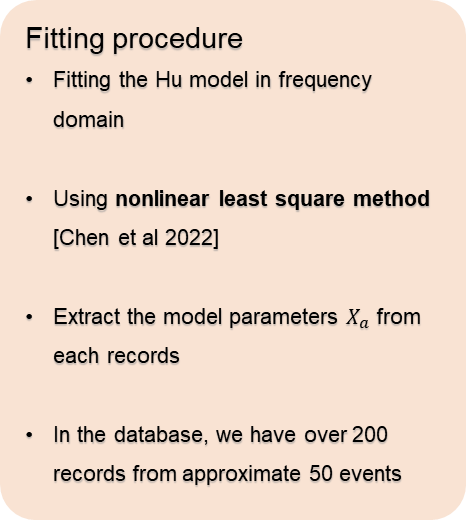 Fitting procedure
• Fitting the Hu model in frequency
domain
• Using nonlinear least square method
[Chen et al 2022]
• Extract the model parameters 𝑋𝑎 from
each records
• In the database, we have over 200
records from approximate 50 events